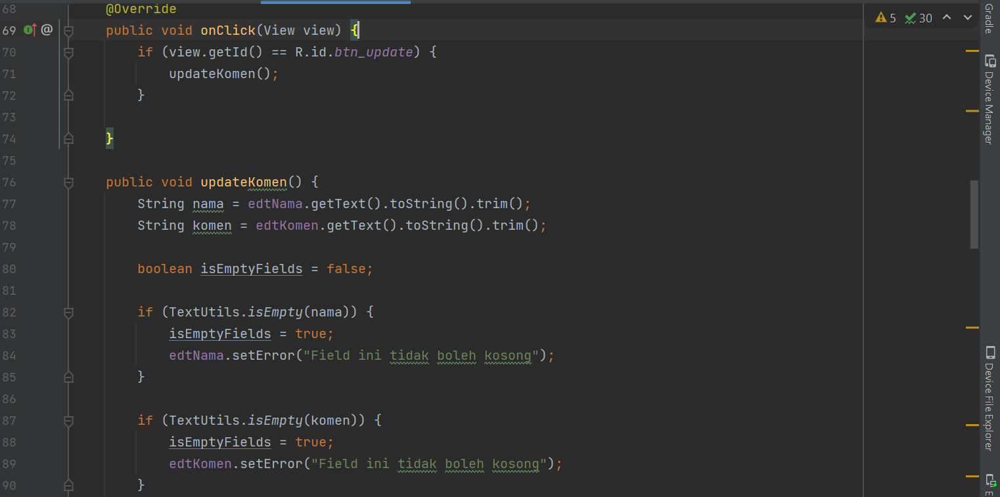 68 @Override
69 @ public void onClick(View view) {
70 if (view.getId() == R.id.btn_update) {
71 updateKomen();
72 }
73
74 }
75
76 public void updateKomen() {
77 String nama = edtNama.getText().toString().trim();
78 String komen = edtKomen.getText().toString().trim();
79
80 boolean isEmptyFields = false;
81
82 if (TextUtils.isEmpty(nama)) {
83 isEmptyFields = true;
84 edtNama.setError("Field ini tidak boleh kosong");
85 }
86
87 if (TextUtils.isEmpty(komen)) {
88 isEmptyFields = true;
89 edtKomen.setError("Field ini tidak boleh kosong");
90 }
5 30
Gradle
Device Manager
Device File Explorer
E